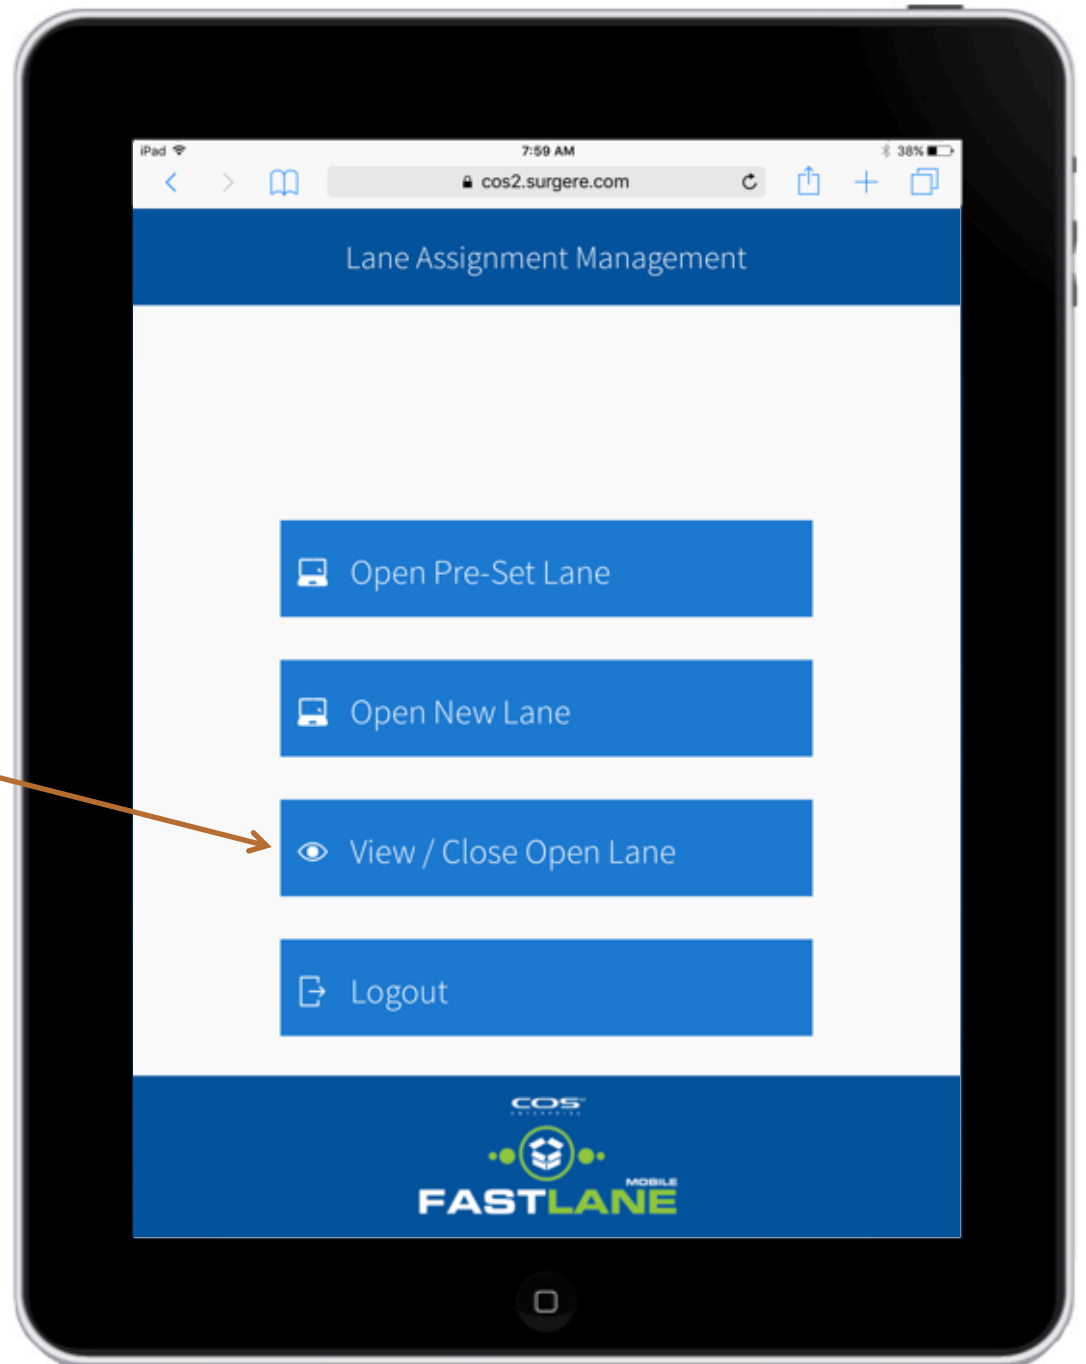 iPad 7:59 AM 38%
cos2.surgere.com
Lane Assignment Management
Open Pre-Set Lane
Open New Lane
View / Close Open Lane
Logout
COS
ENTERPRISE
MOBILE
FASTLANE